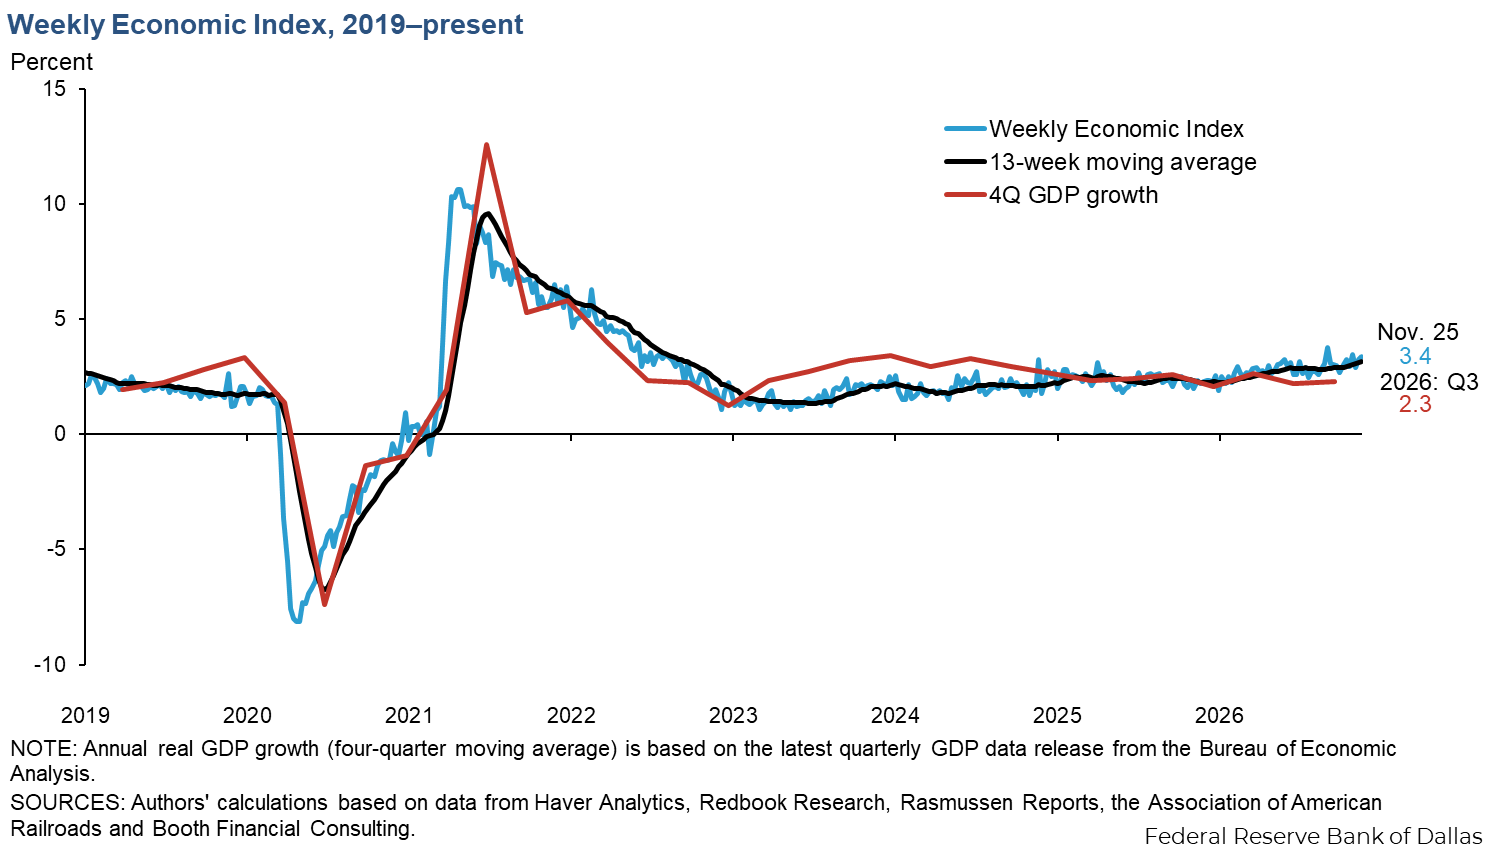 Weekly Economic Index, 2019–present
Percent
15
10
5
0
-5
-10
Weekly Economic Index
13-week moving average
4Q GDP growth
Nov. 25
3.4
2026: Q3
2.3
2019 2020 2021 2022 2023 2024 2025 2026
NOTE: Annual real GDP growth (four-quarter moving average) is based on the latest quarterly GDP data release from the Bureau of Economic
Analysis.
SOURCES: Authors' calculations based on data from Haver Analytics, Redbook Research, Rasmussen Reports, the Association of American
Railroads and Booth Financial Consulting.
Federal Reserve Bank of Dallas